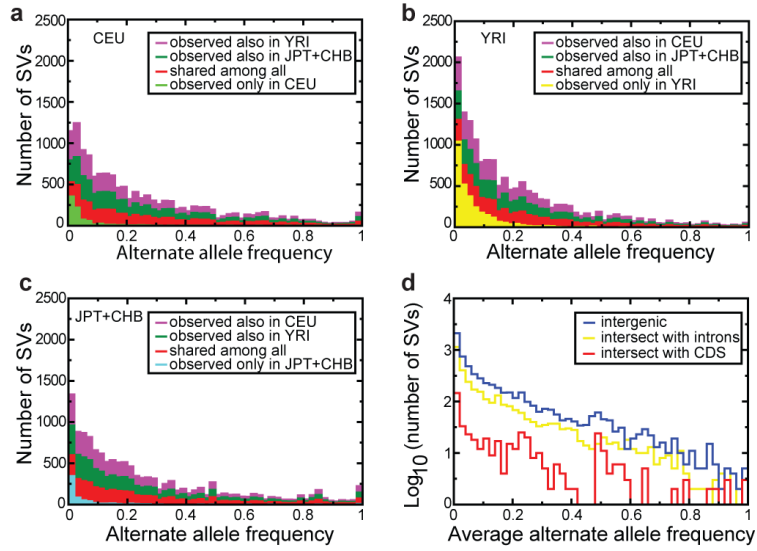 a
CEU
observed also in YRI
observed also in JPT+CHB
shared among all
observed only in CEU
Number of SVs
2500
2000
1500
1000
500
0
0 0.2 0.4 0.6 0.8 1
Alternate allele frequency
b
YRI
observed also in CEU
observed also in JPT+CHB
shared among all
observed only in YRI
Number of SVs
2500
2000
1500
1000
500
0
0 0.2 0.4 0.6 0.8 1
Alternate allele frequency
c
JPT+CHB
observed also in CEU
observed also in YRI
shared among all
observed only in JPT+CHB
Number of SVs
2500
2000
1500
1000
500
0
0 0.2 0.4 0.6 0.8 1
Alternate allele frequency
d
intergenic
intersect with introns
intersect with CDS
Log10 (number of SVs)
4
3
2
1
0
0 0.2 0.4 0.6 0.8 1
Average alternate allele frequency